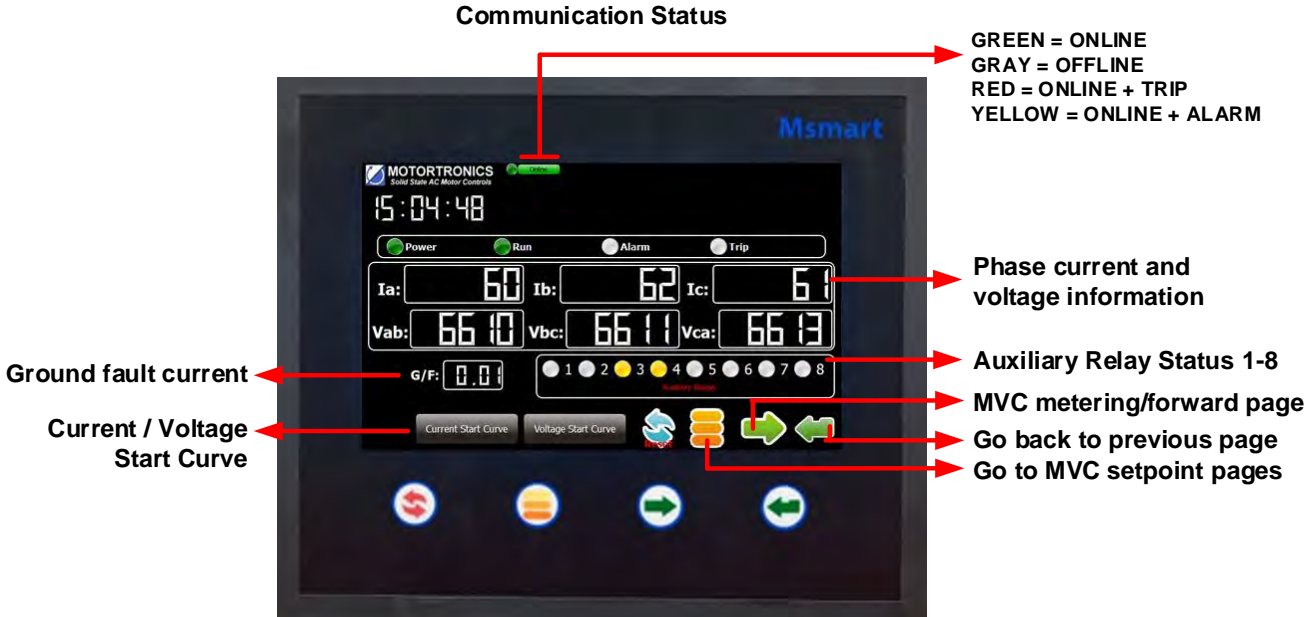 Communication Status
GREEN = ONLINE
GRAY = OFFLINE
RED = ONLINE + TRIP
YELLOW = ONLINE + ALARM
Msmart
MOTORTRONICS
Solid State AC Motor Controls
Online
15:04:48
Power Run Alarm Trip
Ia: 60 Ib: 62 Ic: 61
Vab: 6610 Vbc: 6611 Vca: 6613
Phase current and
voltage information
G/F: 0.01
1 2 3 4 5 6 7 8
Auxiliary Relays
Ground fault current
Auxiliary Relay Status 1-8
Current Start Curve Voltage Start Curve
Current / Voltage
Start Curve
MVC metering/forward page
Go back to previous page
Go to MVC setpoint pages